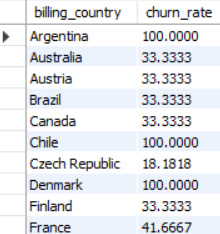 billing_country churn_rate
Argentina 100.0000
Australia 33.3333
Austria 33.3333
Brazil 33.3333
Canada 33.3333
Chile 100.0000
Czech Republic 18.1818
Denmark 100.0000
Finland 33.3333
France 41.6667